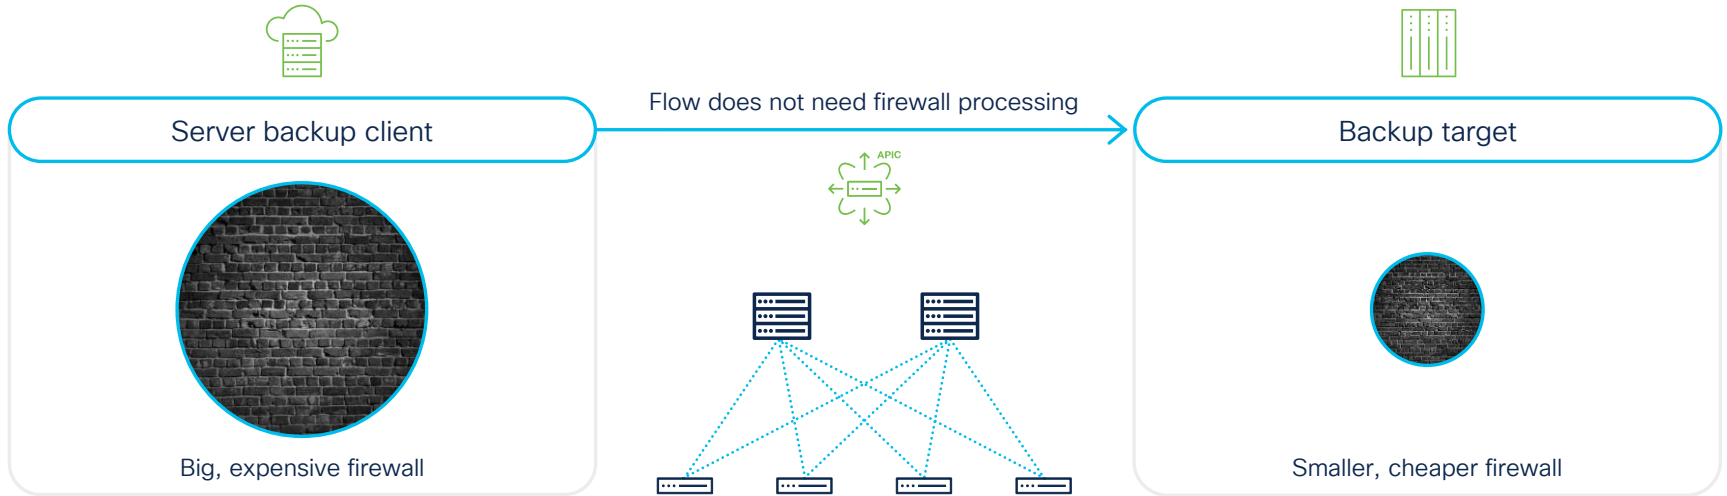 Server backup client
Flow does not need firewall processing
Backup target
APIC
Big, expensive firewall
Smaller, cheaper firewall